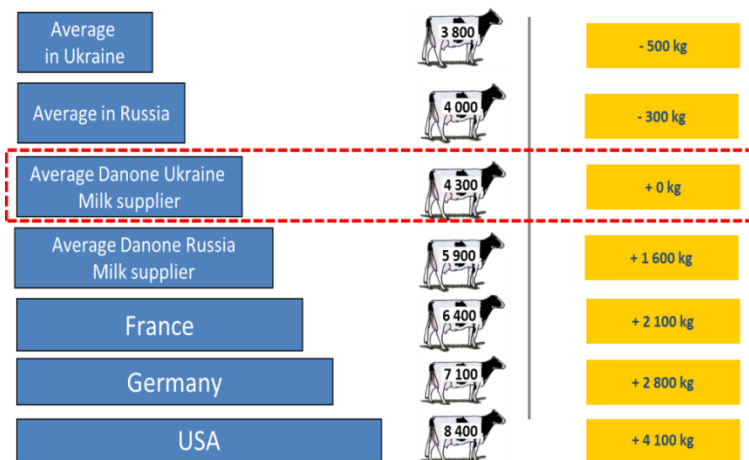 Average
in Ukraine
3 800
- 500 kg
Average in Russia
4 000
- 300 kg
Average Danone Ukraine
Milk supplier
4 300
+ 0 kg
Average Danone Russia
Milk supplier
5 900
+ 1 600 kg
France
6 400
+ 2 100 kg
Germany
7 100
+ 2 800 kg
USA
8 400
+ 4 100 kg